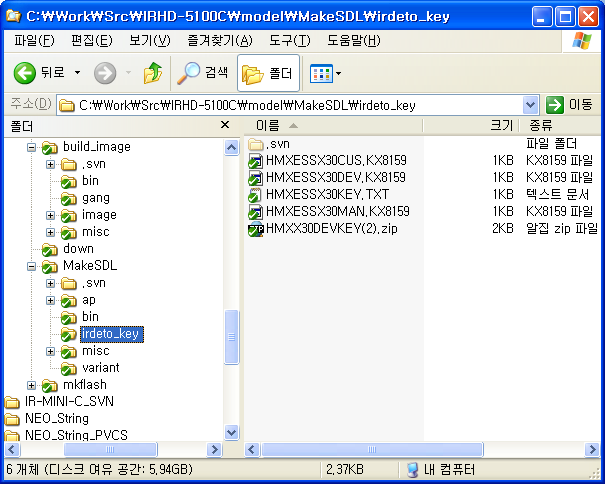 C:₩Work₩Src₩IRHD-5100C₩model₩MakeSDL₩irdeto_key
파일(F) 편집(E) 보기(V) 즐겨찾기(A) 도구(T) 도움말(H)
뒤로 검색 폴더
주소(D) C:₩Work₩Src₩IRHD-5100C₩model₩MakeSDL₩irdeto_key 이동
폴더
이름 크기 종류
build_image
.svn
bin
gang
image
misc
down
MakeSDL
.svn
ap
bin
irdeto_key
misc
variant
mkflash
IR-MINI-C_SVN
NEO_String
NEO_String_PVCS
.svn 파일 폴더
HMXESSX30CUS.KX8159 1KB KX8159 파일
HMXESSX30DEV.KX8159 1KB KX8159 파일
HMXESSX30KEY.TXT 1KB 텍스트 문서
HMXESSX30MAN.KX8159 1KB KX8159 파일
HMXX30DEVKEY(2).zip 2KB 알집 zip 파일
6 개체 (디스크 여유 공간: 5.94GB) 2.37KB 내 컴퓨터